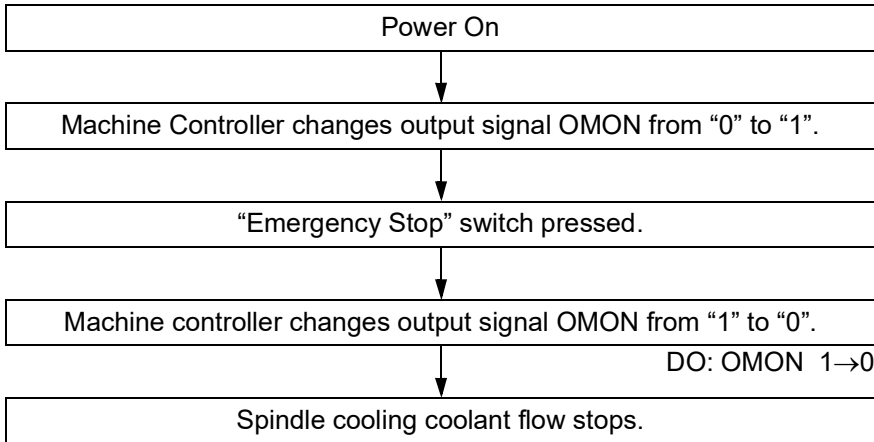 Power On
Machine Controller changes output signal OMON from “0” to “1”.
“Emergency Stop” switch pressed.
Machine controller changes output signal OMON from “1” to “0”.
DO: OMON 1→0
Spindle cooling coolant flow stops.